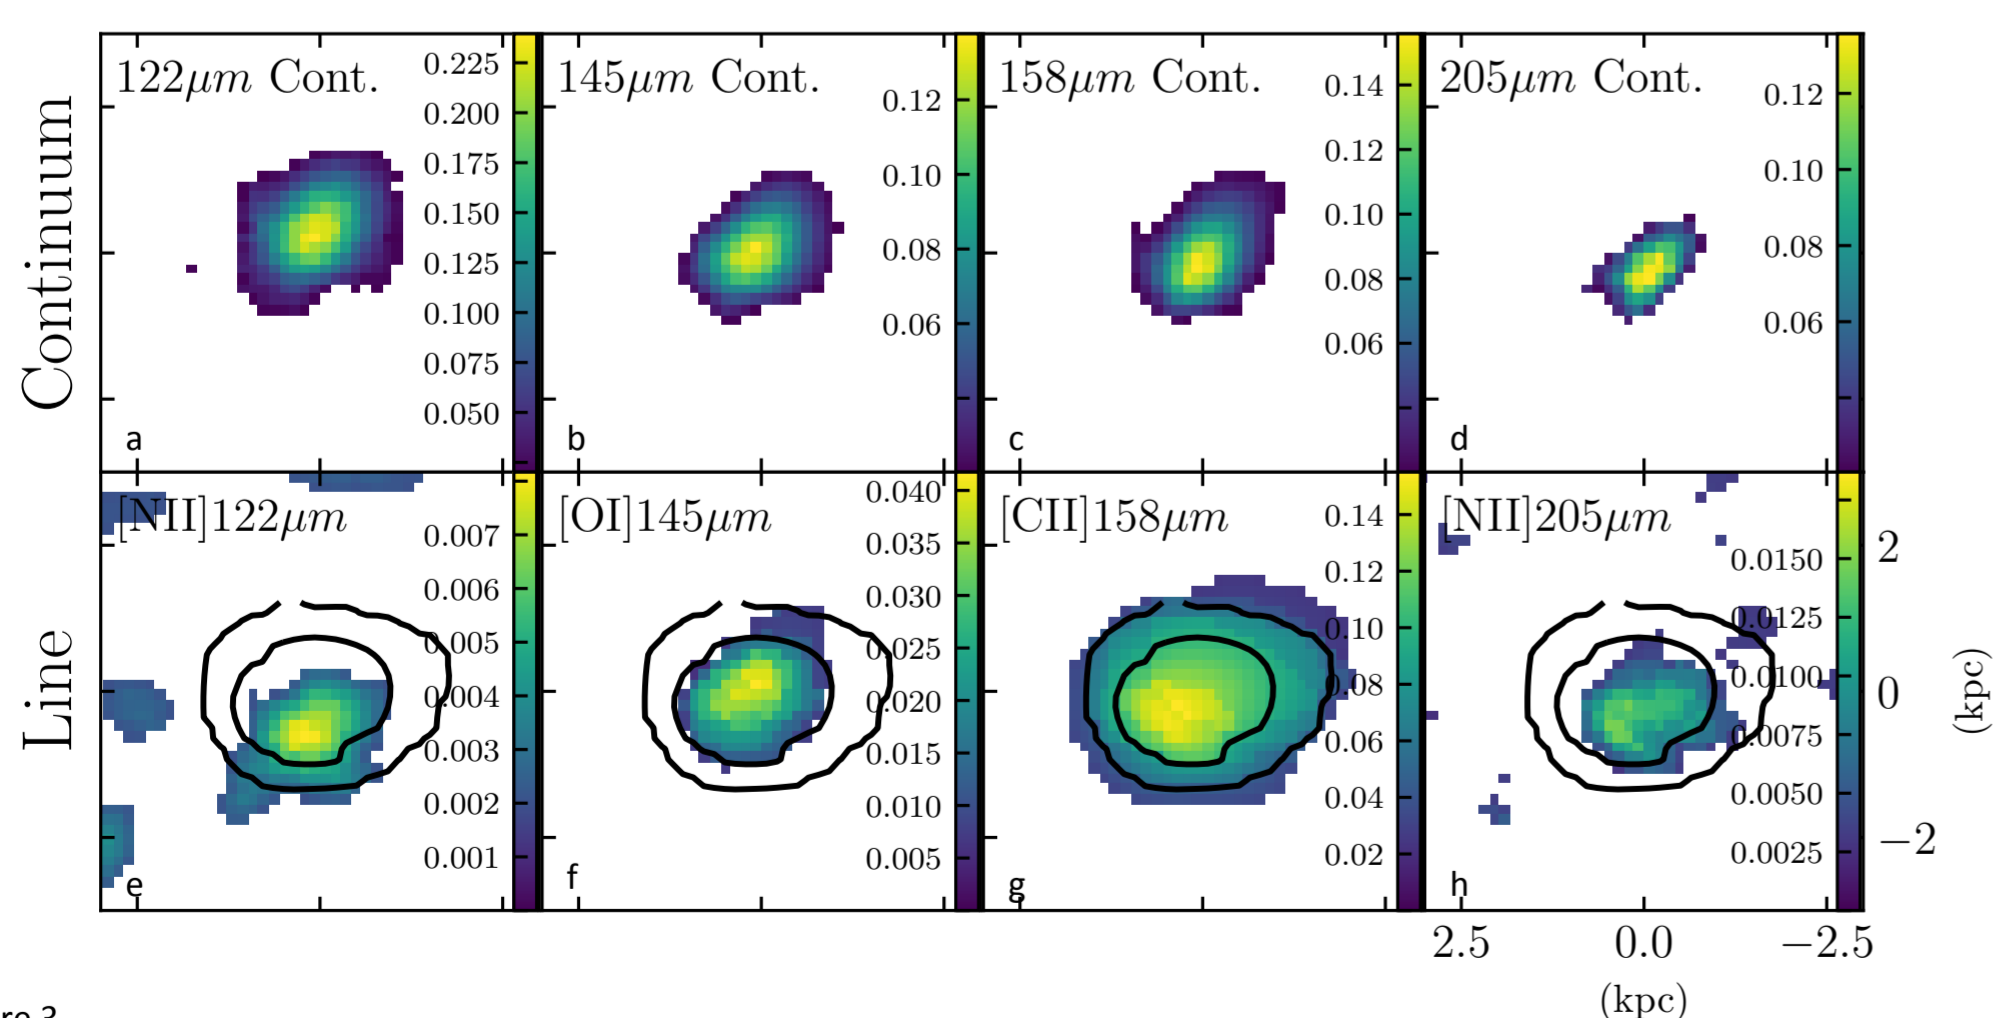 Continuum
122μm Cont.
0.225
0.200
0.175
0.150
0.125
0.100
0.075
0.050
a
145μm Cont.
0.12
0.10
0.08
0.06
b
158μm Cont.
0.14
0.12
0.10
0.08
0.06
c
205μm Cont.
0.12
0.10
0.08
0.06
d
Line
[NII]122μm
0.007
0.006
0.005
0.004
0.003
0.002
0.001
e
[OI]145μm
0.040
0.035
0.030
0.025
0.020
0.015
0.010
0.005
f
[CII]158μm
0.14
0.12
0.10
0.08
0.06
0.04
0.02
g
[NII]205μm
0.0150
0.0125
0.0100
0.0075
0.0050
0.0025
h
2
0
−2
(kpc)
2.5 0.0 −2.5
(kpc)